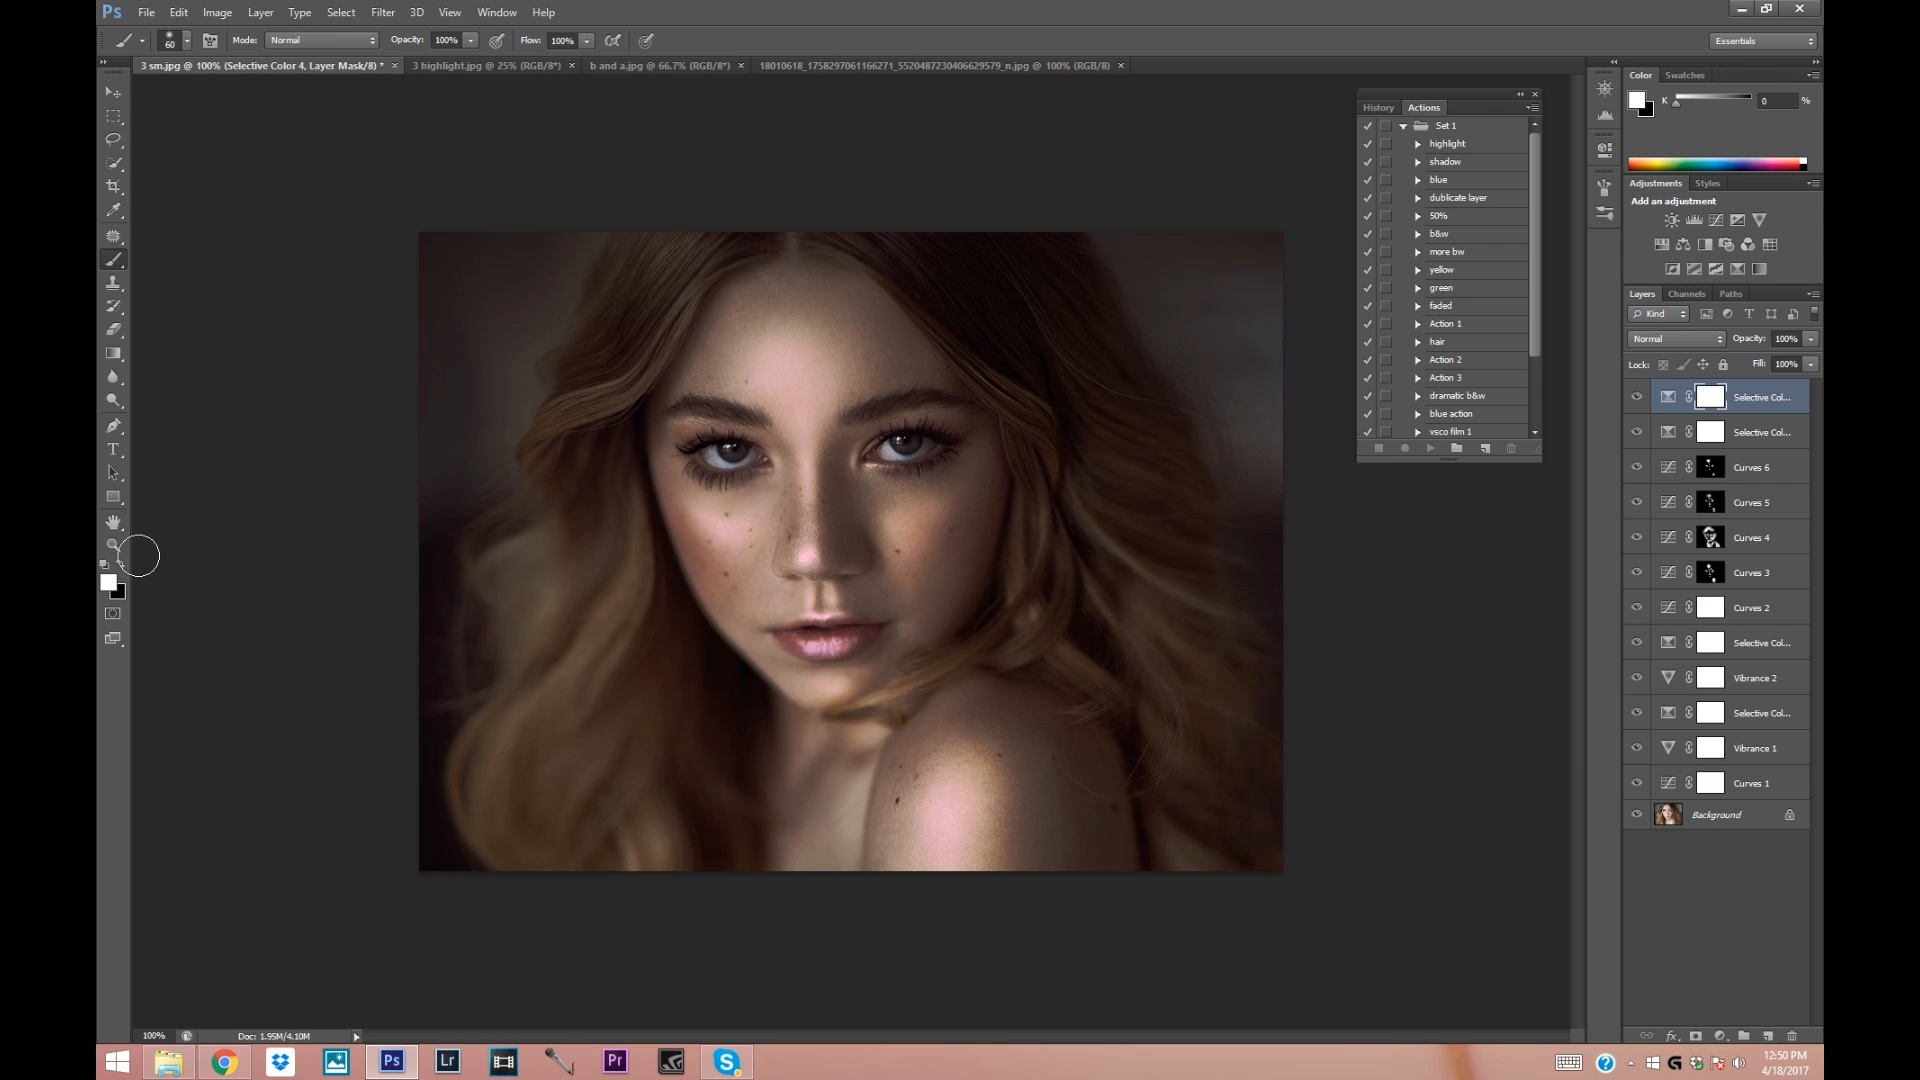 Ps File Edit Image Layer Type Select Filter 3D View Window Help
60 Mode: Normal Opacity: 100% Flow: 100% Essentials
3 sm.jpg @ 100% (Selective Color 4, Layer Mask/8) * × 3 highlight.jpg @ 25% (RGB/8*) × b and a.jpg @ 66.7% (RGB/8*) × 18010618_1758297061166271_5520487230406629579_n.jpg @ 100% (RGB/8) ×
History Actions
Set 1
highlight
shadow
blue
dublicate layer
50%
b&w
more bw
yellow
green
faded
Action 1
hair
Action 2
Action 3
dramatic b&w
blue action
vsco film 1
Color Swatches
K 0 %
Adjustments Styles
Add an adjustment
Layers Channels Paths
Kind
Normal Opacity: 100%
Lock: Fill: 100%
Selective Col...
Selective Col...
Curves 6
Curves 5
Curves 4
Curves 3
Curves 2
Selective Col...
Vibrance 2
Selective Col...
Vibrance 1
Curves 1
Background
fx
100% Doc: 1.95M/4.10M
Ps Lr Pr
12:50 PM
4/18/2017